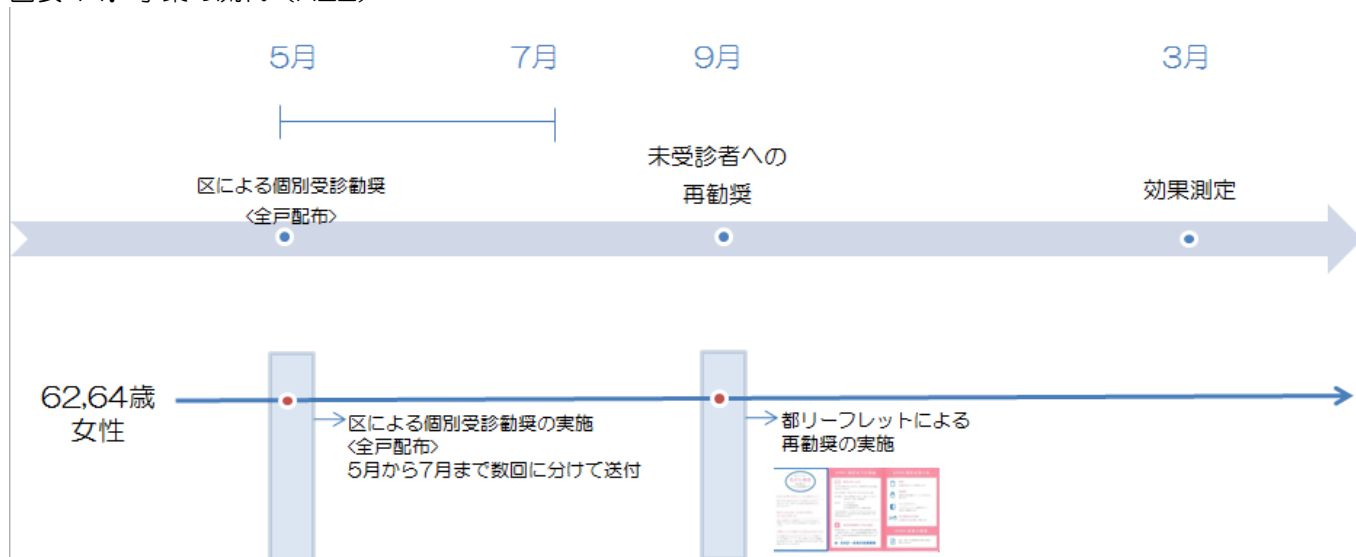 5月
7月
9月
3月
未受診者への
再勧奨
区による個別受診勧奨
〈全戸配布〉
効果測定
62,64歳
女性
区による個別受診勧奨の実施
〈全戸配布〉
5月から7月まで数回に分けて送付
都リーフレットによる
再勧奨の実施